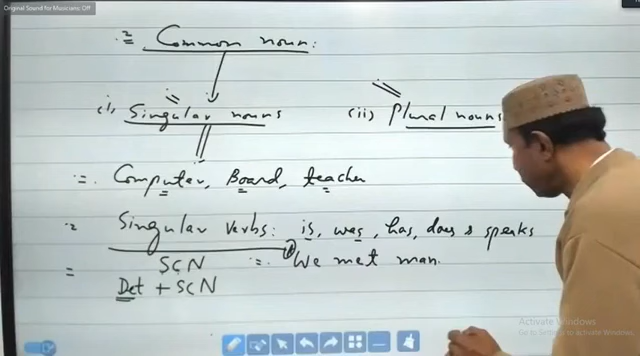 Original Sound for Musicians: Off
Common noun:
(i) Singular nouns (ii) Plural nouns
Computer, Board, teacher
Singular verbs: is, was, has, does & speaks
SCN We met man.
Det + SCN
Activate Windows
Go to Settings to activate Windows.